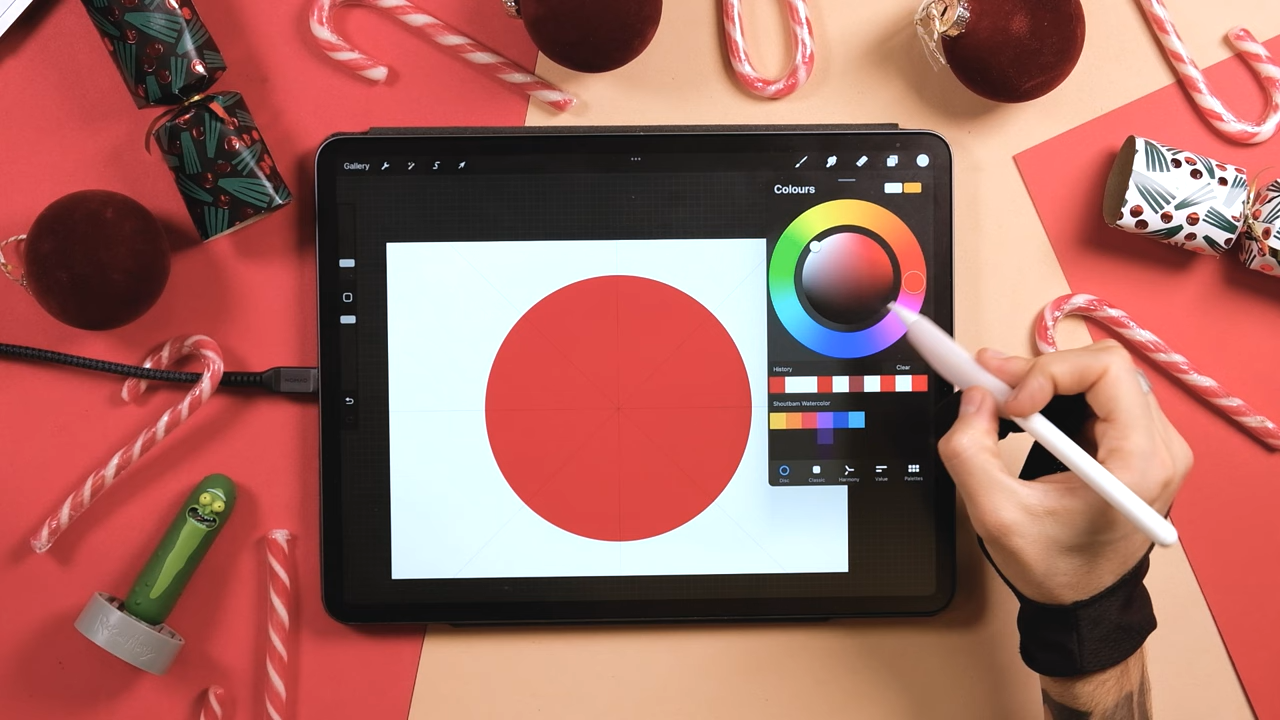 Gallery
Colours
History
Clear
Shoutbam Watercolor
Disc
Classic
Harmony
Value
Palettes